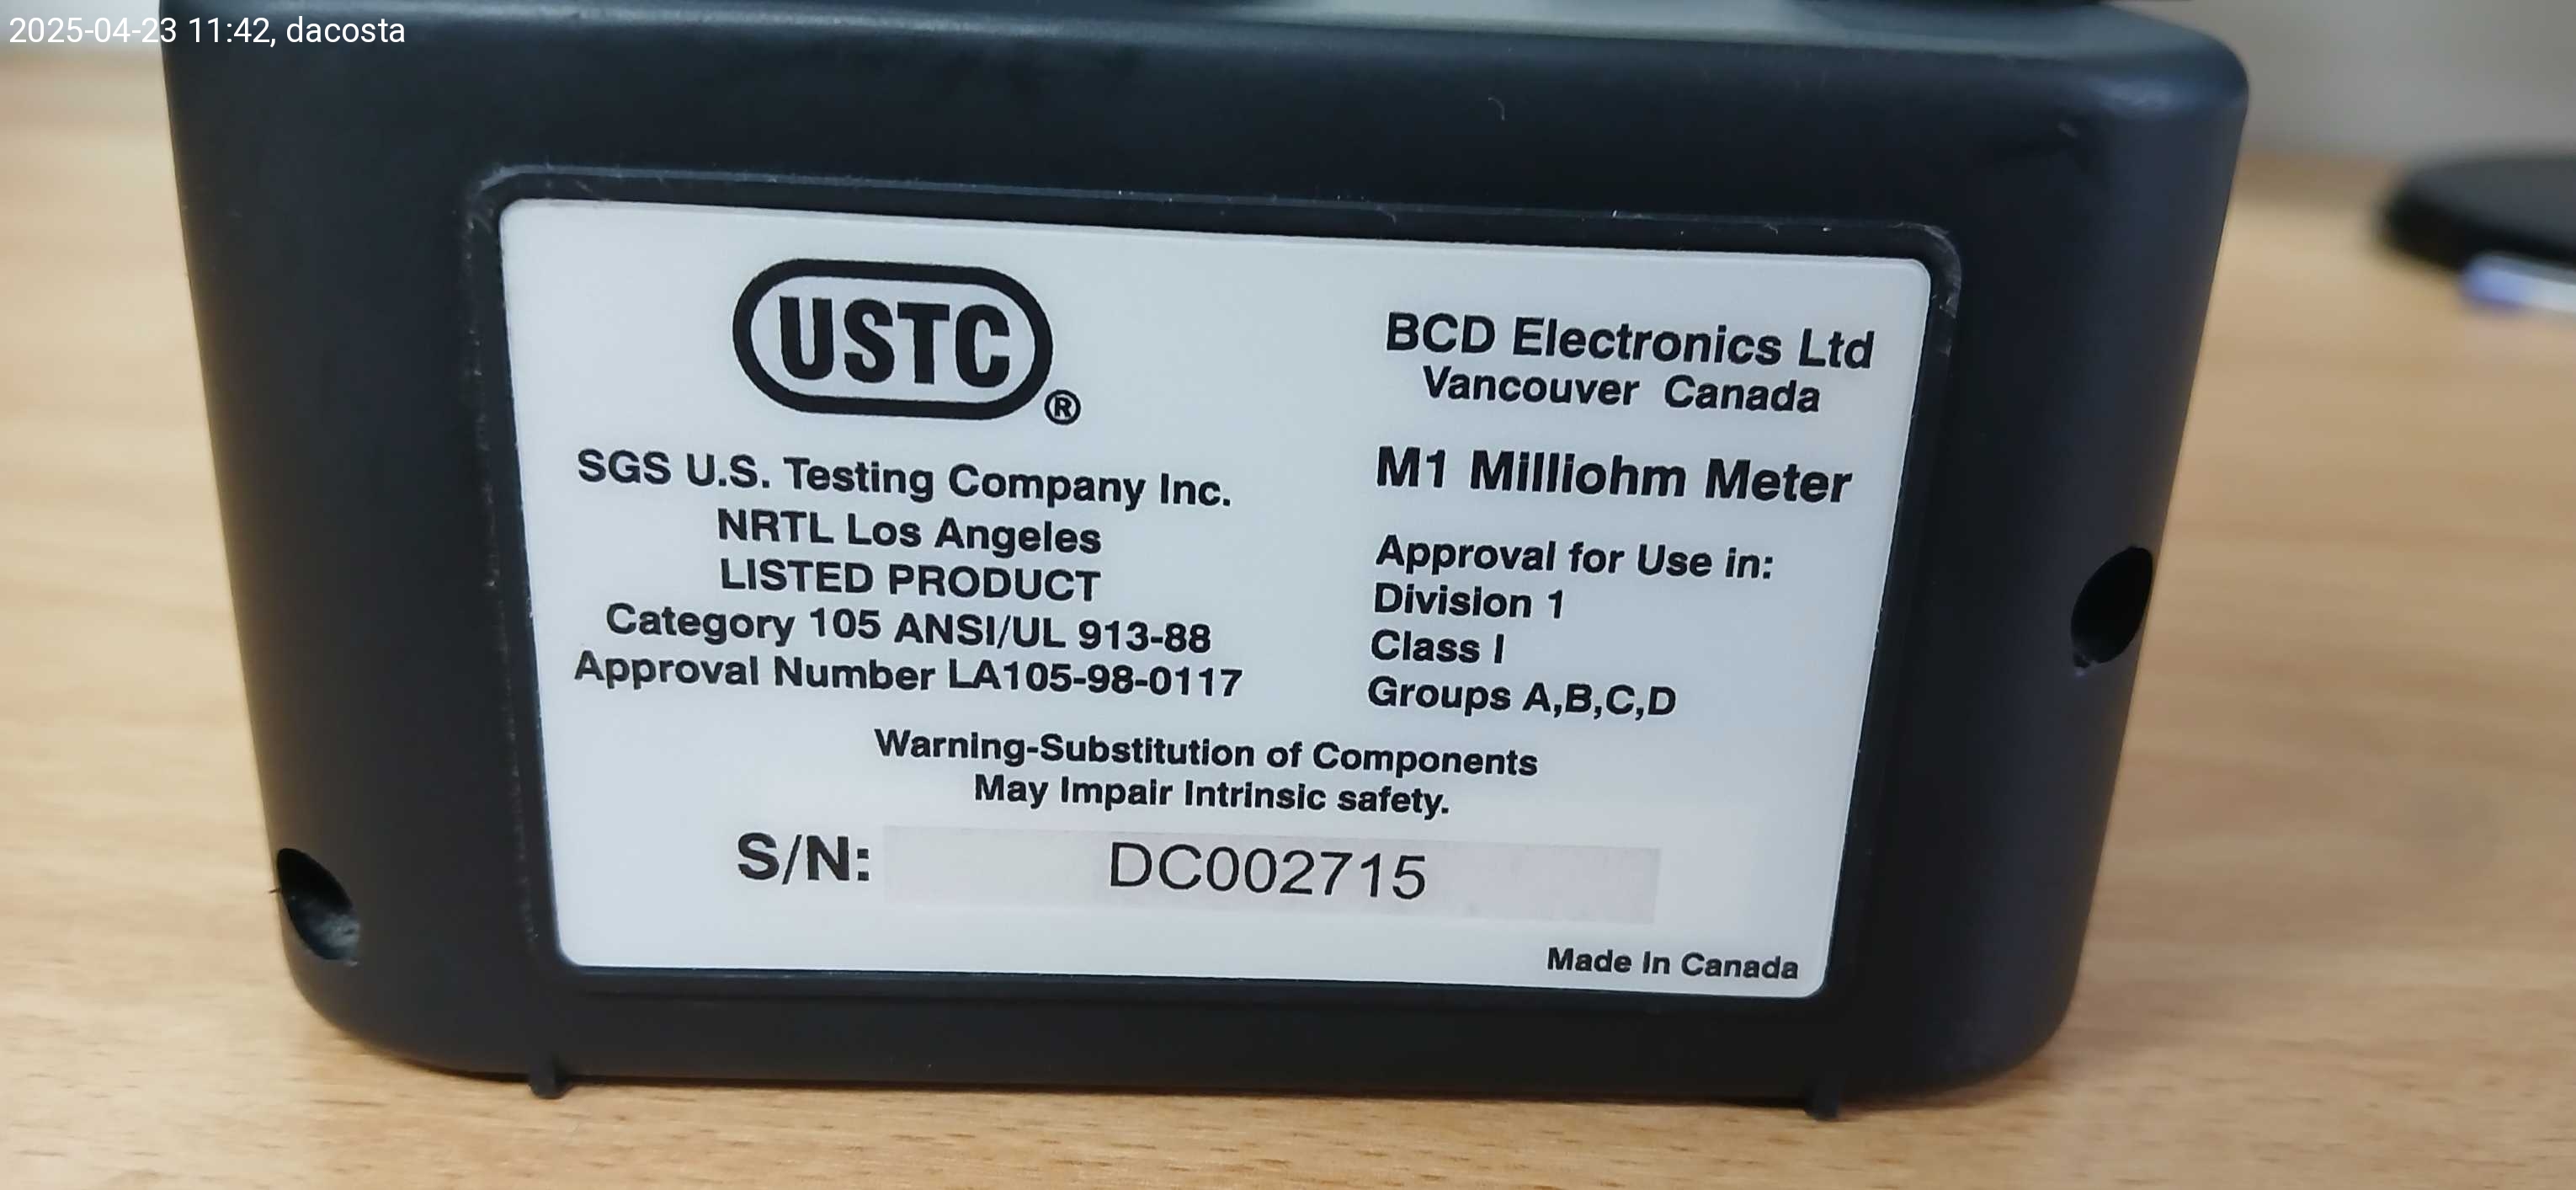 2025-04-23 11:42, dacosta
USTC
®
SGS U.S. Testing Company Inc.
NRTL Los Angeles
LISTED PRODUCT
Category 105 ANSI/UL 913-88
Approval Number LA105-98-0117
BCD Electronics Ltd
Vancouver Canada
M1 Milliohm Meter
Approval for Use in:
Division 1
Class I
Groups A,B,C,D
Warning-Substitution of Components
May Impair Intrinsic safety.
S/N: DC002715
Made In Canada